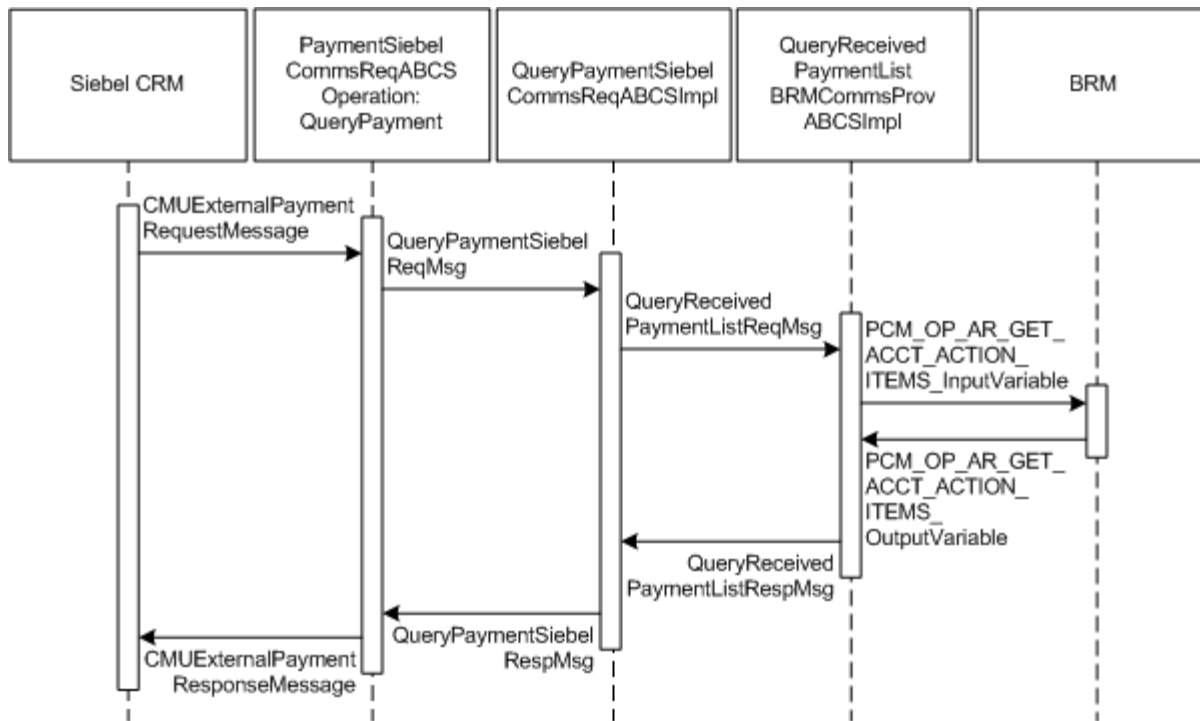 Siebel CRM
PaymentSiebel
CommsReqABCS
Operation:
QueryPayment
QueryPaymentSiebel
CommsReqABCSImpl
QueryReceived
PaymentList
BRMCommsProv
ABCSImpl
BRM
CMUExternalPayment
RequestMessage
QueryPaymentSiebel
ReqMsg
QueryReceived
PaymentListReqMsg
PCM_OP_AR_GET_
ACCT_ACTION_
ITEMS_InputVariable
PCM_OP_AR_GET_
ACCT_ACTION_
ITEMS_
OutputVariable
QueryReceived
PaymentListRespMsg
QueryPaymentSiebel
RespMsg
CMUExternalPayment
ResponseMessage